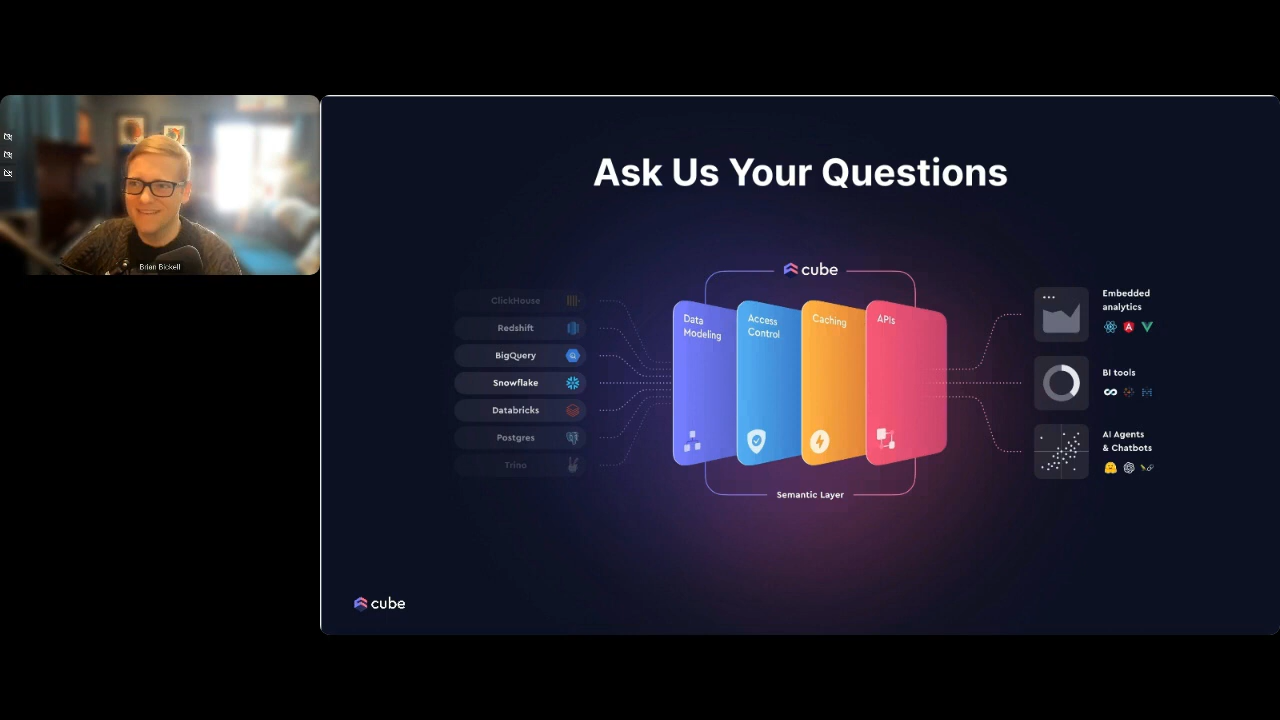 Brian Bickell
Ask Us Your Questions
cube
ClickHouse
Redshift
BigQuery
Snowflake
Databricks
Postgres
Trino
Data
Modeling
Access
Control
Caching
APIs
Semantic Layer
Embedded
analytics
BI tools
AI Agents
& Chatbots
cube